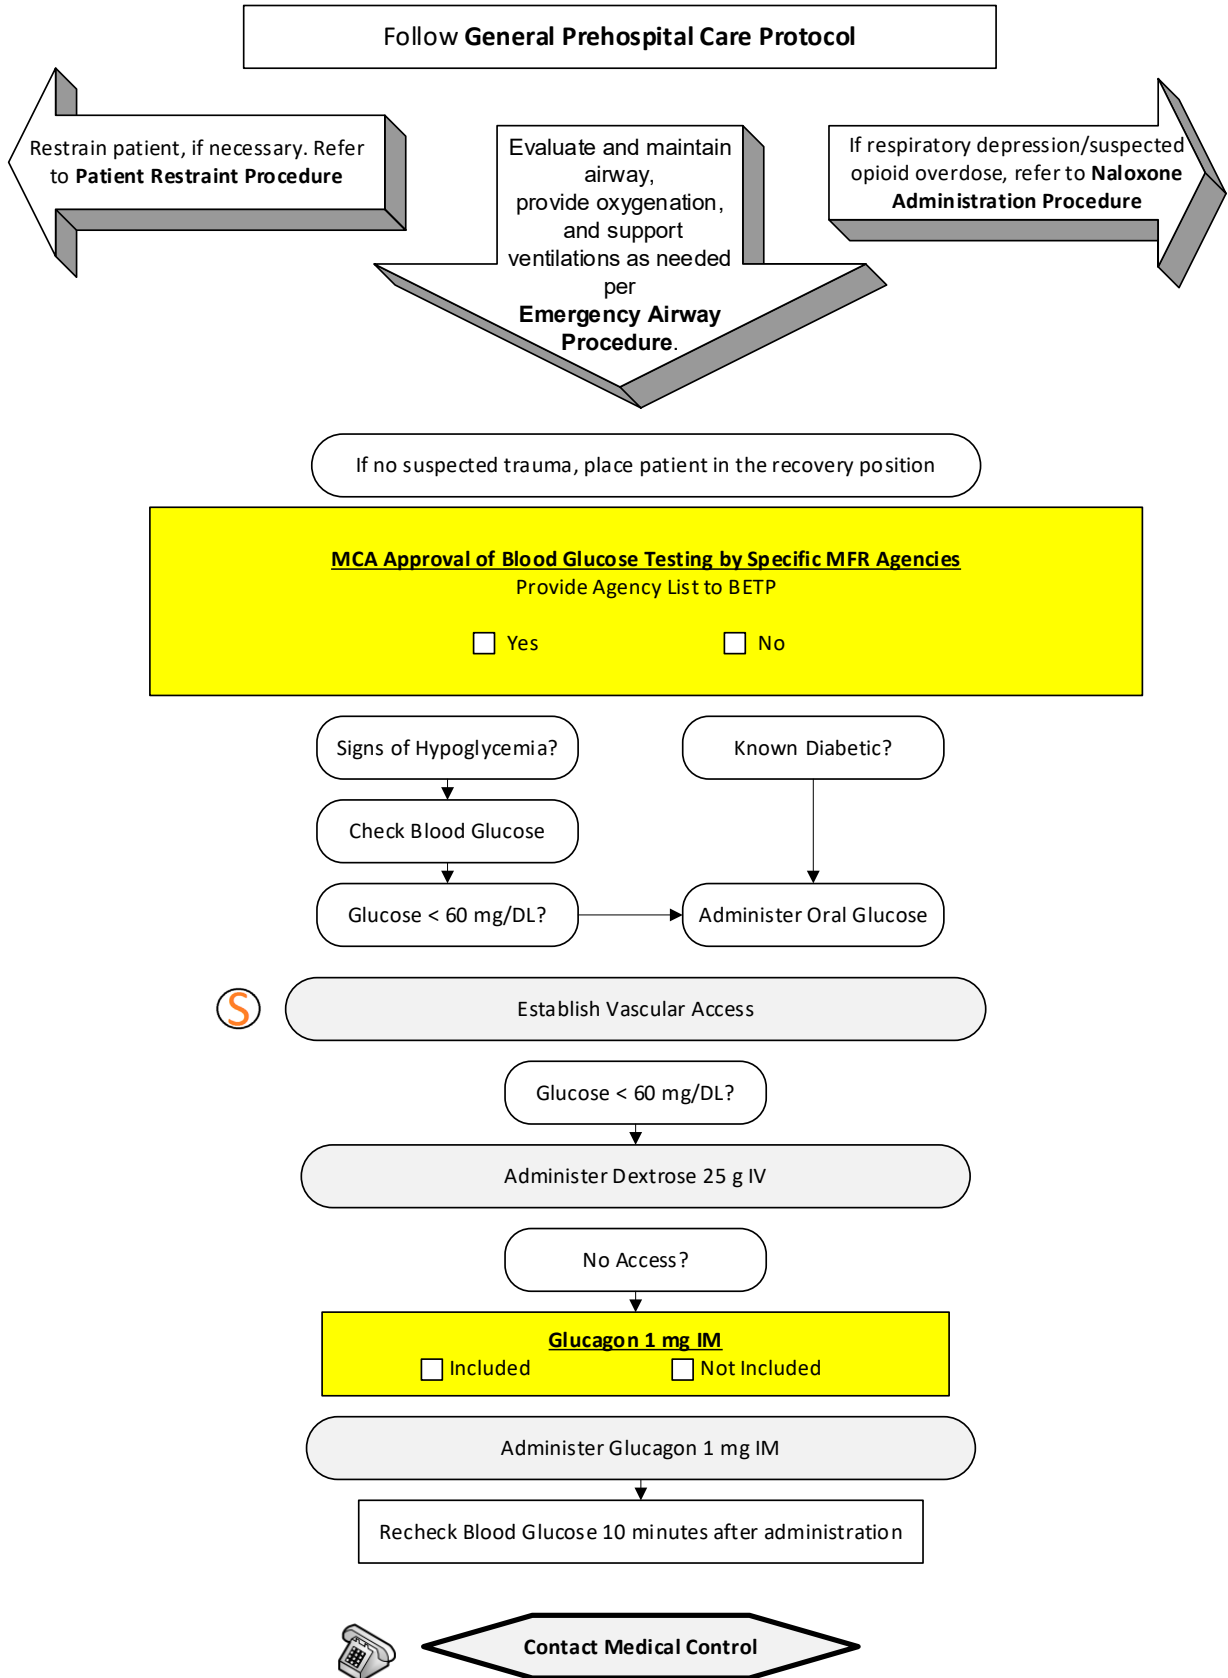 Follow General Prehospital Care Protocol
Restrain patient, if necessary. Refer
to Patient Restraint Procedure
Evaluate and maintain
airway,
provide oxygenation,
and support
ventilations as needed
per
Emergency Airway
Procedure.
If respiratory depression/suspected
opioid overdose, refer to Naloxone
Administration Procedure
If no suspected trauma, place patient in the recovery position
MCA Approval of Blood Glucose Testing by Specific MFR Agencies
Provide Agency List to BETP
Yes No
Signs of Hypoglycemia?
Known Diabetic?
Check Blood Glucose
Glucose < 60 mg/DL?
Administer Oral Glucose
S
Establish Vascular Access
Glucose < 60 mg/DL?
Administer Dextrose 25 g IV
No Access?
Glucagon 1 mg IM
Included Not Included
Administer Glucagon 1 mg IM
Recheck Blood Glucose 10 minutes after administration
Contact Medical Control